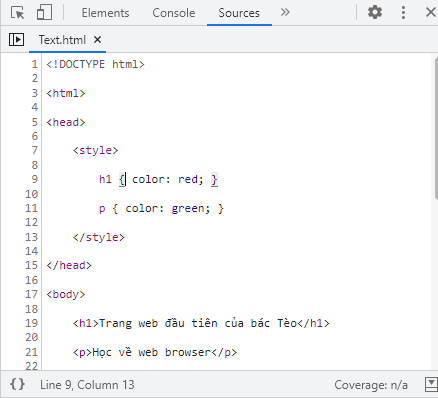 Elements Console Sources »
Text.html ×
1 <!DOCTYPE html>
2
3 <html>
4
5 <head>
6
7 <style>
8
9 h1 { color: red; }
10
11 p { color: green; }
12
13 </style>
14
15 </head>
16
17 <body>
18
19 <h1>Trang web đầu tiên của bác Tèo</h1>
20
21 <p>Học về web browser</p>
22
{} Line 9, Column 13 Coverage: n/a